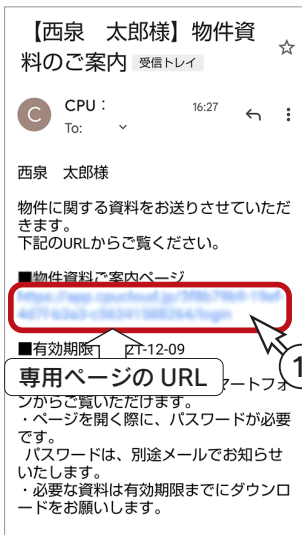 【西泉　太郎様】物件資
料のご案内 受信トレイ
C CPU： 16:27
To:
西泉　太郎様
物件に関する資料をお送りさせていただ
きます。
下記のURLからご覧ください。
■物件資料ご案内ページ
■有効期限 21-12-09
専用ページの URL
1
マートフォ
ンからご覧いただけます。
・ページを開く際に、パスワードが必要
です。
パスワードは、別途メールでお知らせ
いたします。
・必要な資料は有効期限までにダウンロ
ードをお願いします。